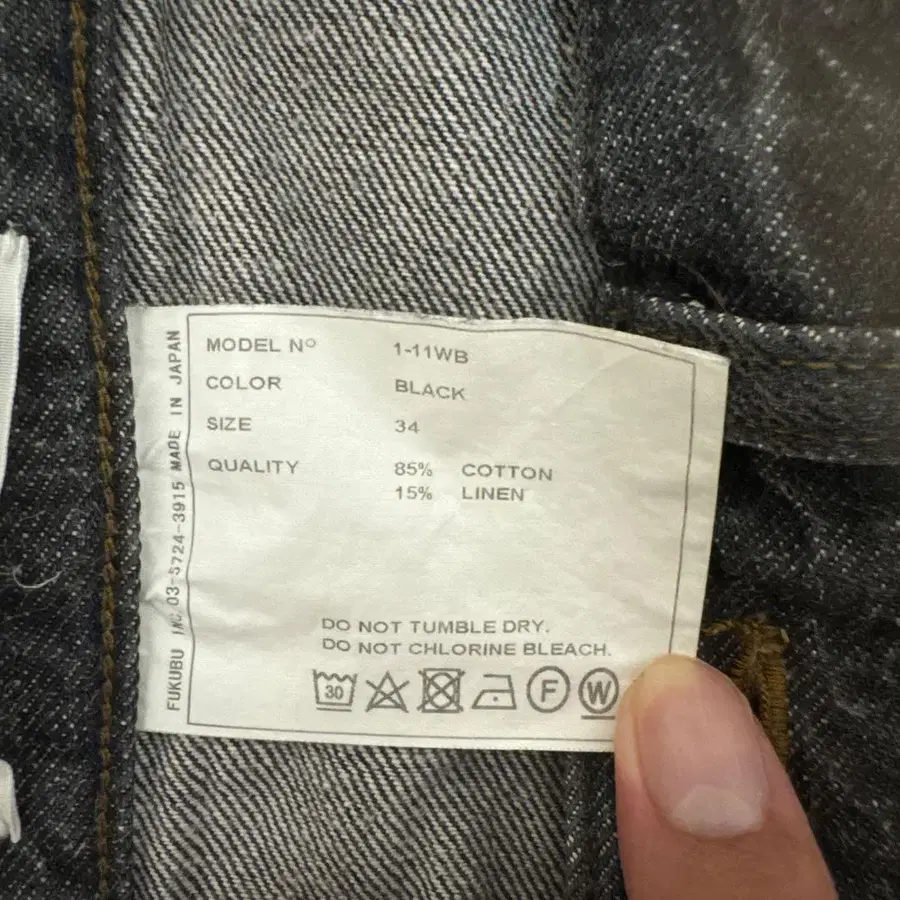 MODEL Nº 1-11WB
COLOR BLACK
SIZE 34
QUALITY 85% COTTON
15% LINEN
DO NOT TUMBLE DRY.
DO NOT CHLORINE BLEACH.
30 F W
FUKUBU INC 03-5724-3915 MADE IN JAPAN